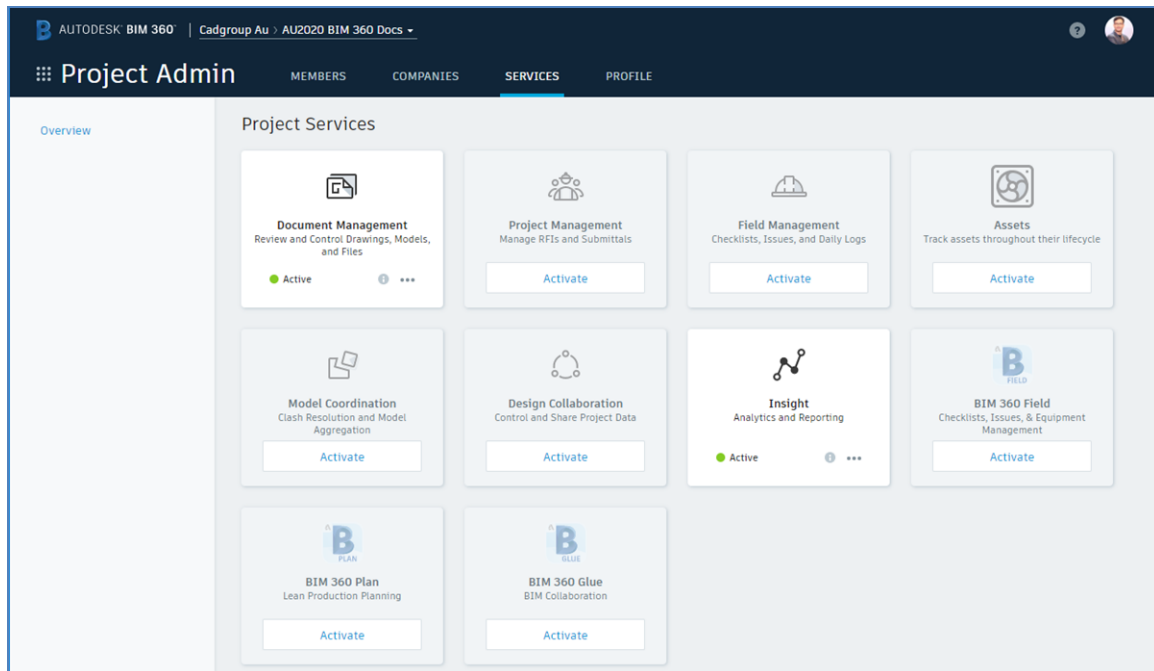 AUTODESK® BIM 360® | Cadgroup Au > AU2020 BIM 360 Docs
?
Project Admin MEMBERS COMPANIES SERVICES PROFILE
Overview
Project Services
Document Management
Review and Control Drawings, Models,
and Files
Active
Project Management
Manage RFIs and Submittals
Activate
Field Management
Checklists, Issues, and Daily Logs
Activate
Assets
Track assets throughout their lifecycle
Activate
Model Coordination
Clash Resolution and Model
Aggregation
Activate
Design Collaboration
Control and Share Project Data
Activate
Insight
Analytics and Reporting
Active
B
FIELD
BIM 360 Field
Checklists, Issues, & Equipment
Management
Activate
B
PLAN
BIM 360 Plan
Lean Production Planning
Activate
B
GLUE
BIM 360 Glue
BIM Collaboration
Activate